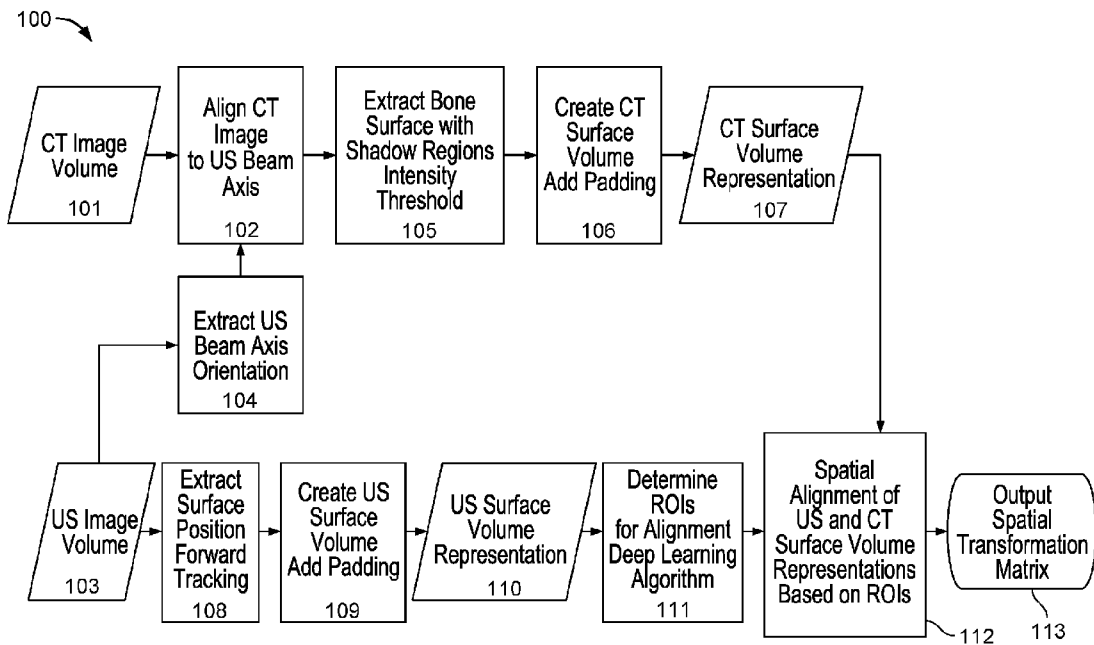 100
CT Image
Volume
101
Align CT
Image
to US Beam
Axis
102
Extract Bone
Surface with
Shadow Regions
Intensity
Threshold
105
Create CT
Surface
Volume
Add Padding
106
CT Surface
Volume
Representation
107
Extract US
Beam Axis
Orientation
104
US Image
Volume
103
Extract
Surface
Position
Forward
Tracking
108
Create US
Surface
Volume
Add Padding
109
US Surface
Volume
Representation
110
Determine
ROIs
for Alignment
Deep Learning
Algorithm
111
Spatial
Alignment of
US and CT
Surface Volume
Representations
Based on ROIs
112
Output
Spatial
Transformation
Matrix
113